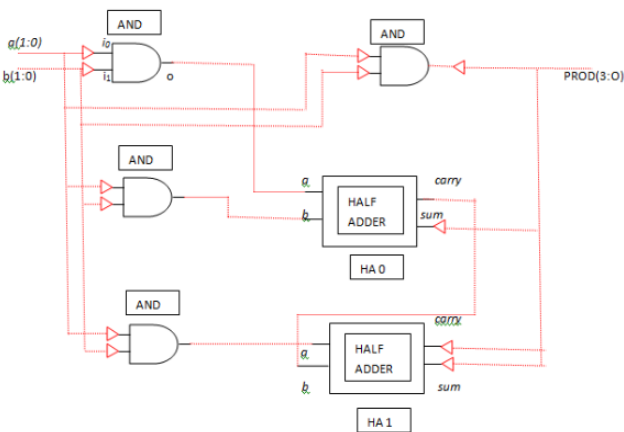 AND
AND
a(1:0)
i0
b(1:0)
i1
o
PROD(3:O)
AND
a
carry
HALF
ADDER
b
sum
HA 0
AND
carry
HALF
ADDER
a
b
sum
HA 1